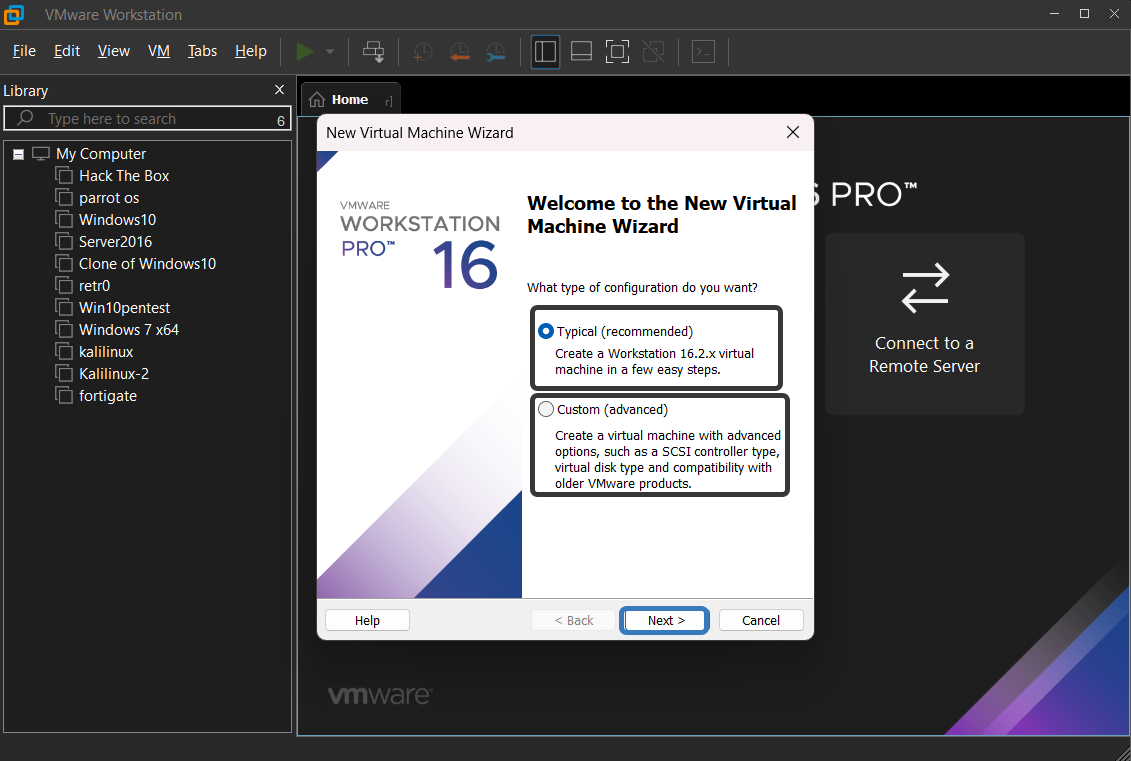 VMware Workstation
File Edit View VM Tabs Help
Library
Type here to search
6
My Computer
Hack The Box
parrot os
Windows10
Server2016
Clone of Windows10
retr0
Win10pentest
Windows 7 x64
kalilinux
Kalilinux-2
fortigate
Home
PRO™
Connect to a
Remote Server
vmware®
New Virtual Machine Wizard
VMWARE
WORKSTATION
PRO™ 16
Welcome to the New Virtual
Machine Wizard
What type of configuration do you want?
Typical (recommended)
Create a Workstation 16.2.x virtual
machine in a few easy steps.
Custom (advanced)
Create a virtual machine with advanced
options, such as a SCSI controller type,
virtual disk type and compatibility with
older VMware products.
Help < Back Next > Cancel